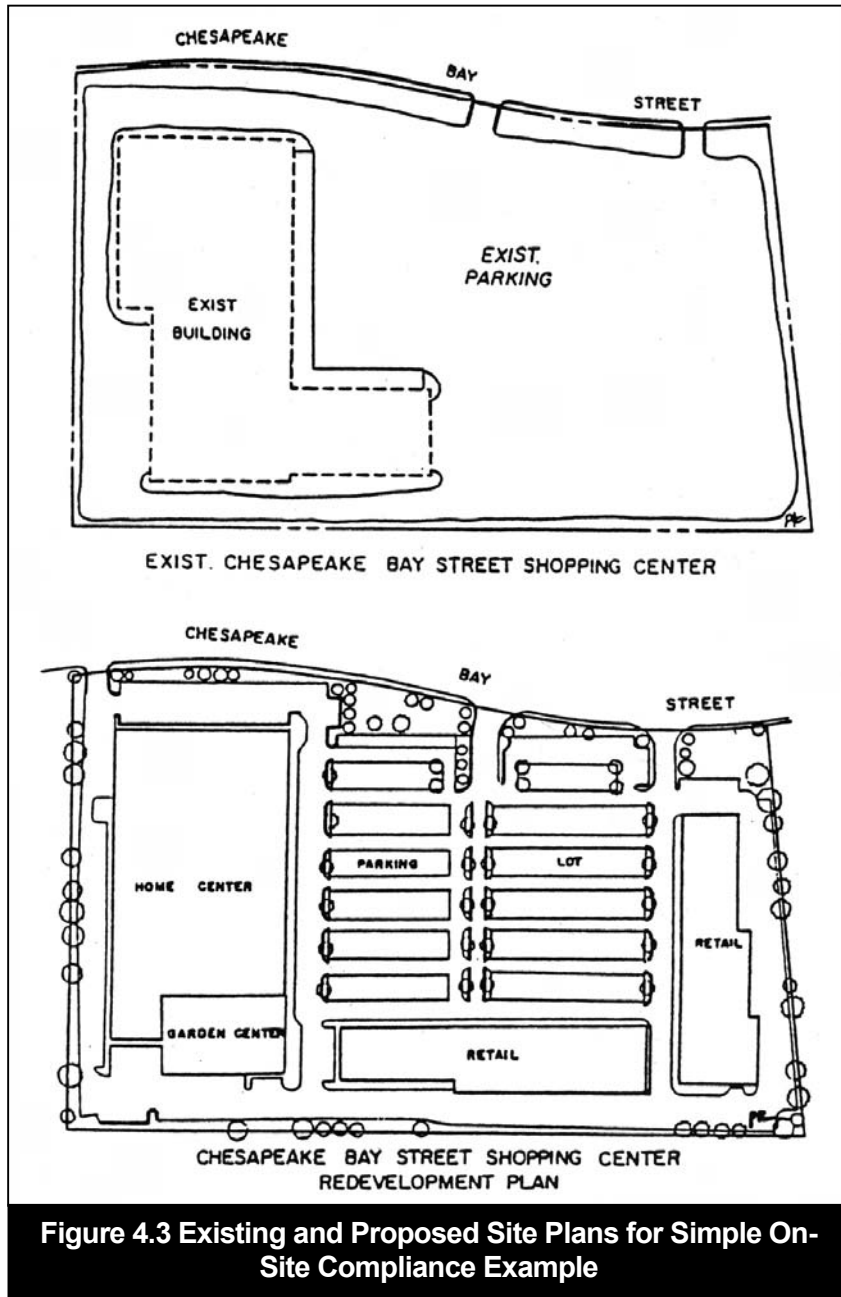 CHESAPEAKE
BAY
STREET
EXIST.
PARKING
EXIST
BUILDING
EXIST. CHESAPEAKE BAY STREET SHOPPING CENTER
CHESAPEAKE
BAY
STREET
PARKING
LOT
HOME CENTER
RETAIL
GARDEN CENTER
RETAIL
CHESAPEAKE BAY STREET SHOPPING CENTER
REDEVELOPMENT PLAN
Figure 4.3 Existing and Proposed Site Plans for Simple On-
Site Compliance Example